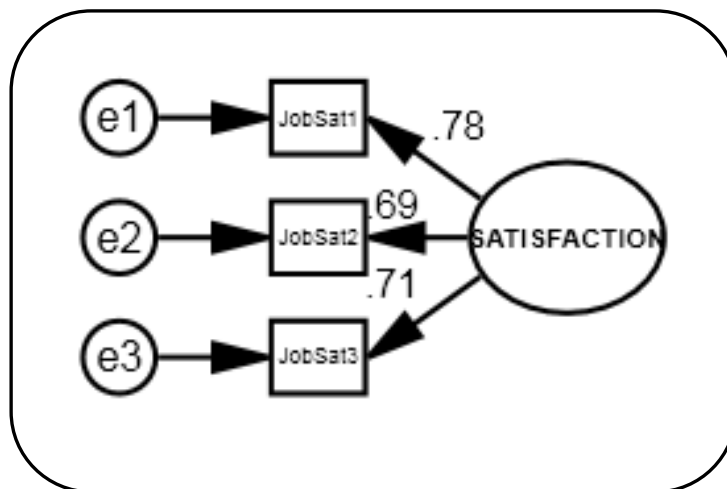 e1
JobSat1
.78
e2
JobSat2
.69
SATISFACTION
.71
e3
JobSat3